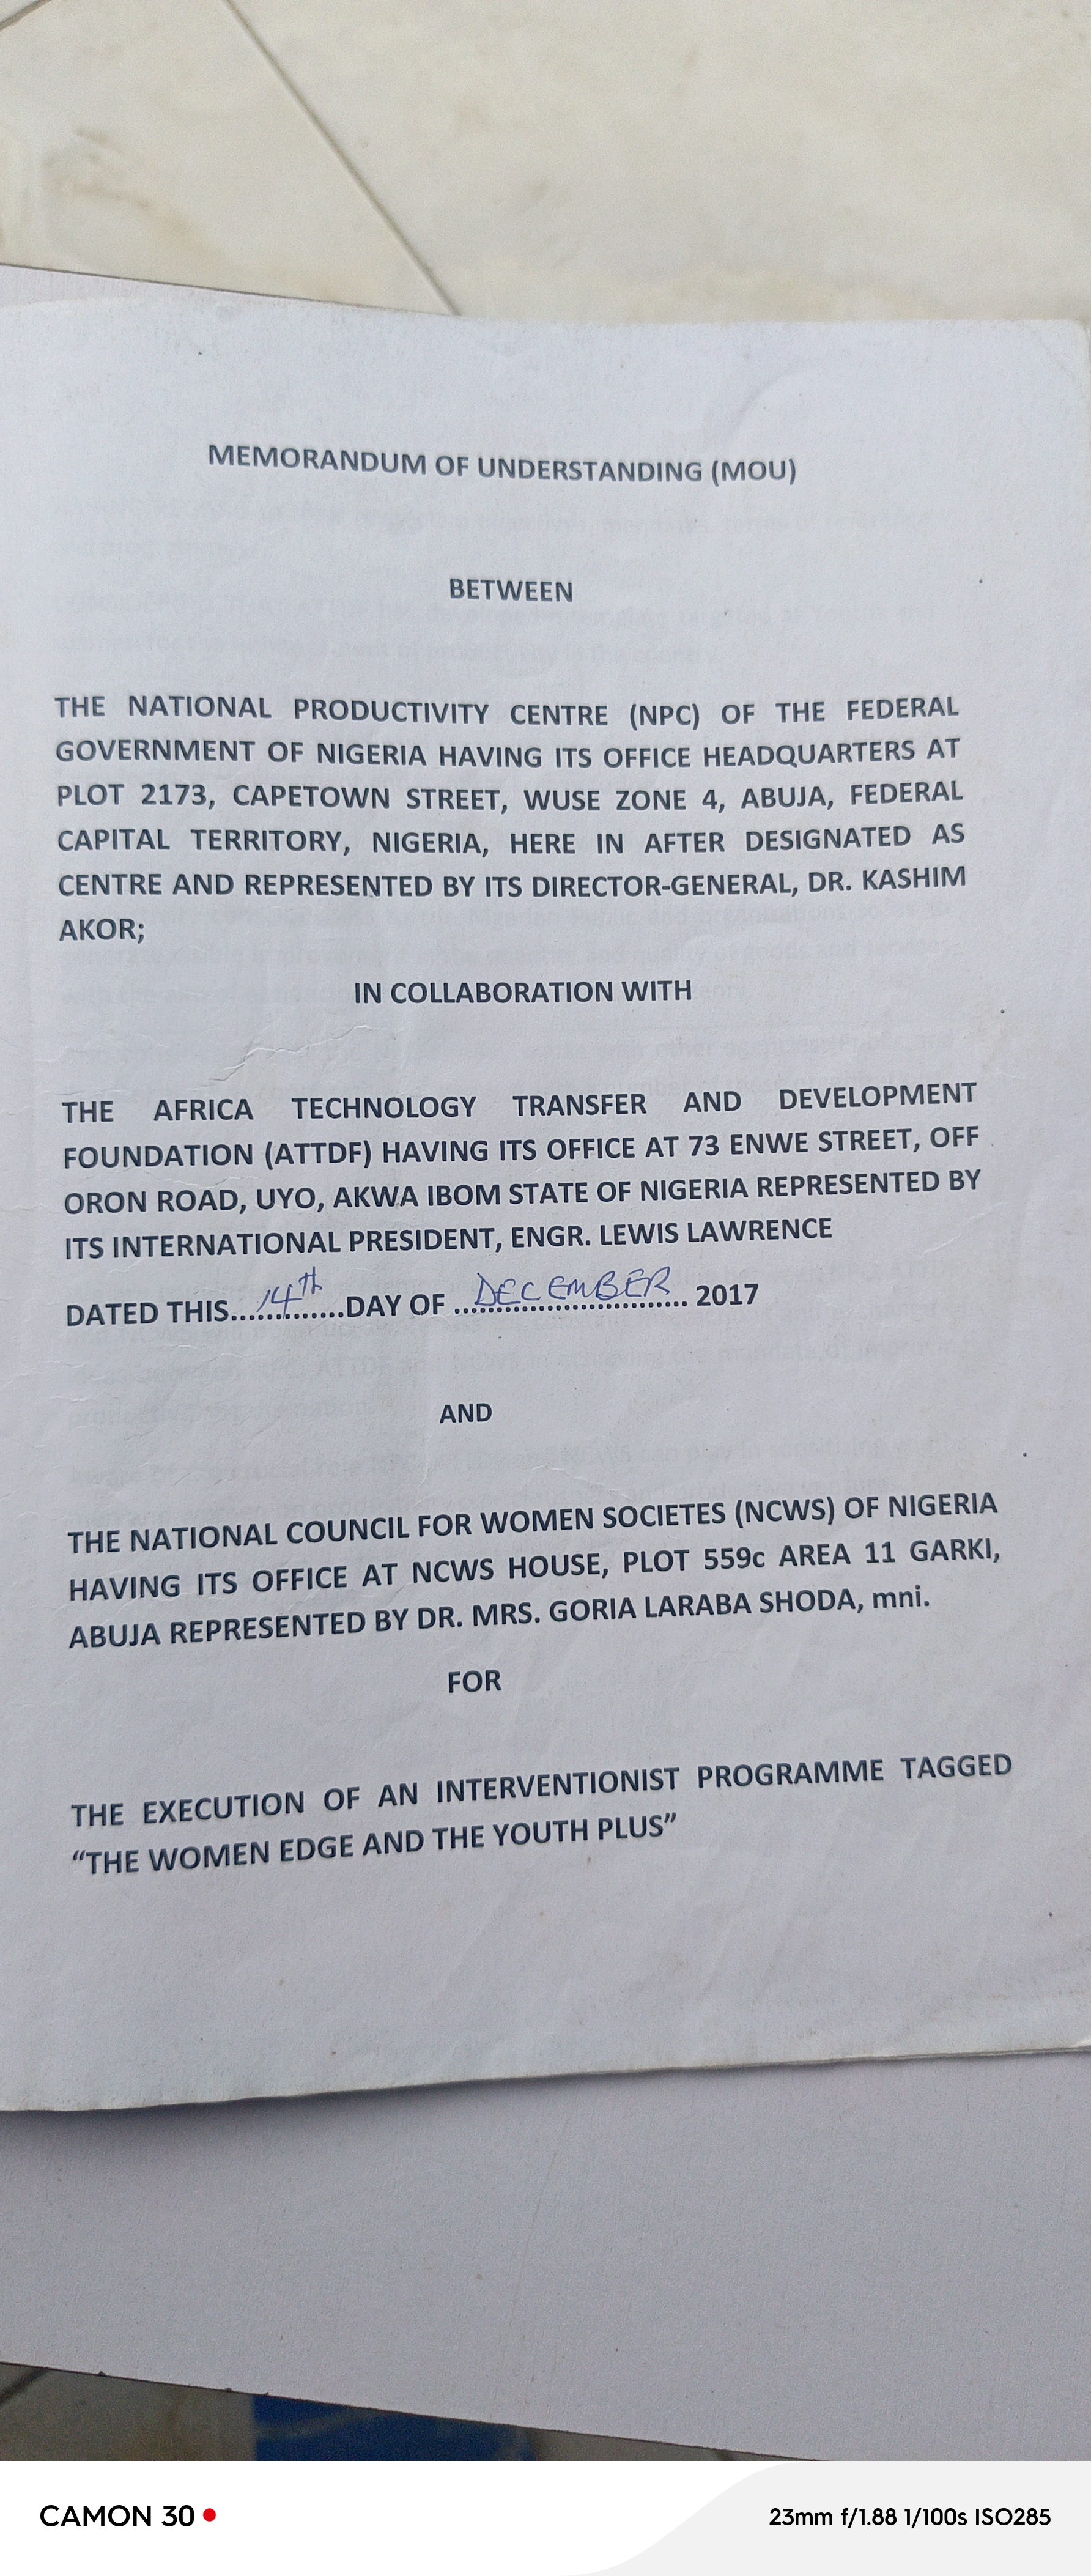 MEMORANDUM OF UNDERSTANDING (MOU)
BETWEEN
THE NATIONAL PRODUCTIVITY CENTRE (NPC) OF THE FEDERAL
GOVERNMENT OF NIGERIA HAVING ITS OFFICE HEADQUARTERS AT
PLOT 2173, CAPETOWN STREET, WUSE ZONE 4, ABUJA, FEDERAL
CAPITAL TERRITORY, NIGERIA, HERE IN AFTER DESIGNATED AS
CENTRE AND REPRESENTED BY ITS DIRECTOR-GENERAL, DR. KASHIM
AKOR;
IN COLLABORATION WITH
THE AFRICA TECHNOLOGY TRANSFER AND DEVELOPMENT
FOUNDATION (ATTDF) HAVING ITS OFFICE AT 73 ENWE STREET, OFF
ORON ROAD, UYO, AKWA IBOM STATE OF NIGERIA REPRESENTED BY
ITS INTERNATIONAL PRESIDENT, ENGR. LEWIS LAWRENCE
DATED THIS....14th....DAY OF ....DECEMBER.... 2017
AND
THE NATIONAL COUNCIL FOR WOMEN SOCIETES (NCWS) OF NIGERIA
HAVING ITS OFFICE AT NCWS HOUSE, PLOT 559c AREA 11 GARKI,
ABUJA REPRESENTED BY DR. MRS. GORIA LARABA SHODA, mni.
FOR
THE EXECUTION OF AN INTERVENTIONIST PROGRAMME TAGGED
“THE WOMEN EDGE AND THE YOUTH PLUS”
CAMON 30
23mm f/1.88 1/100s ISO285